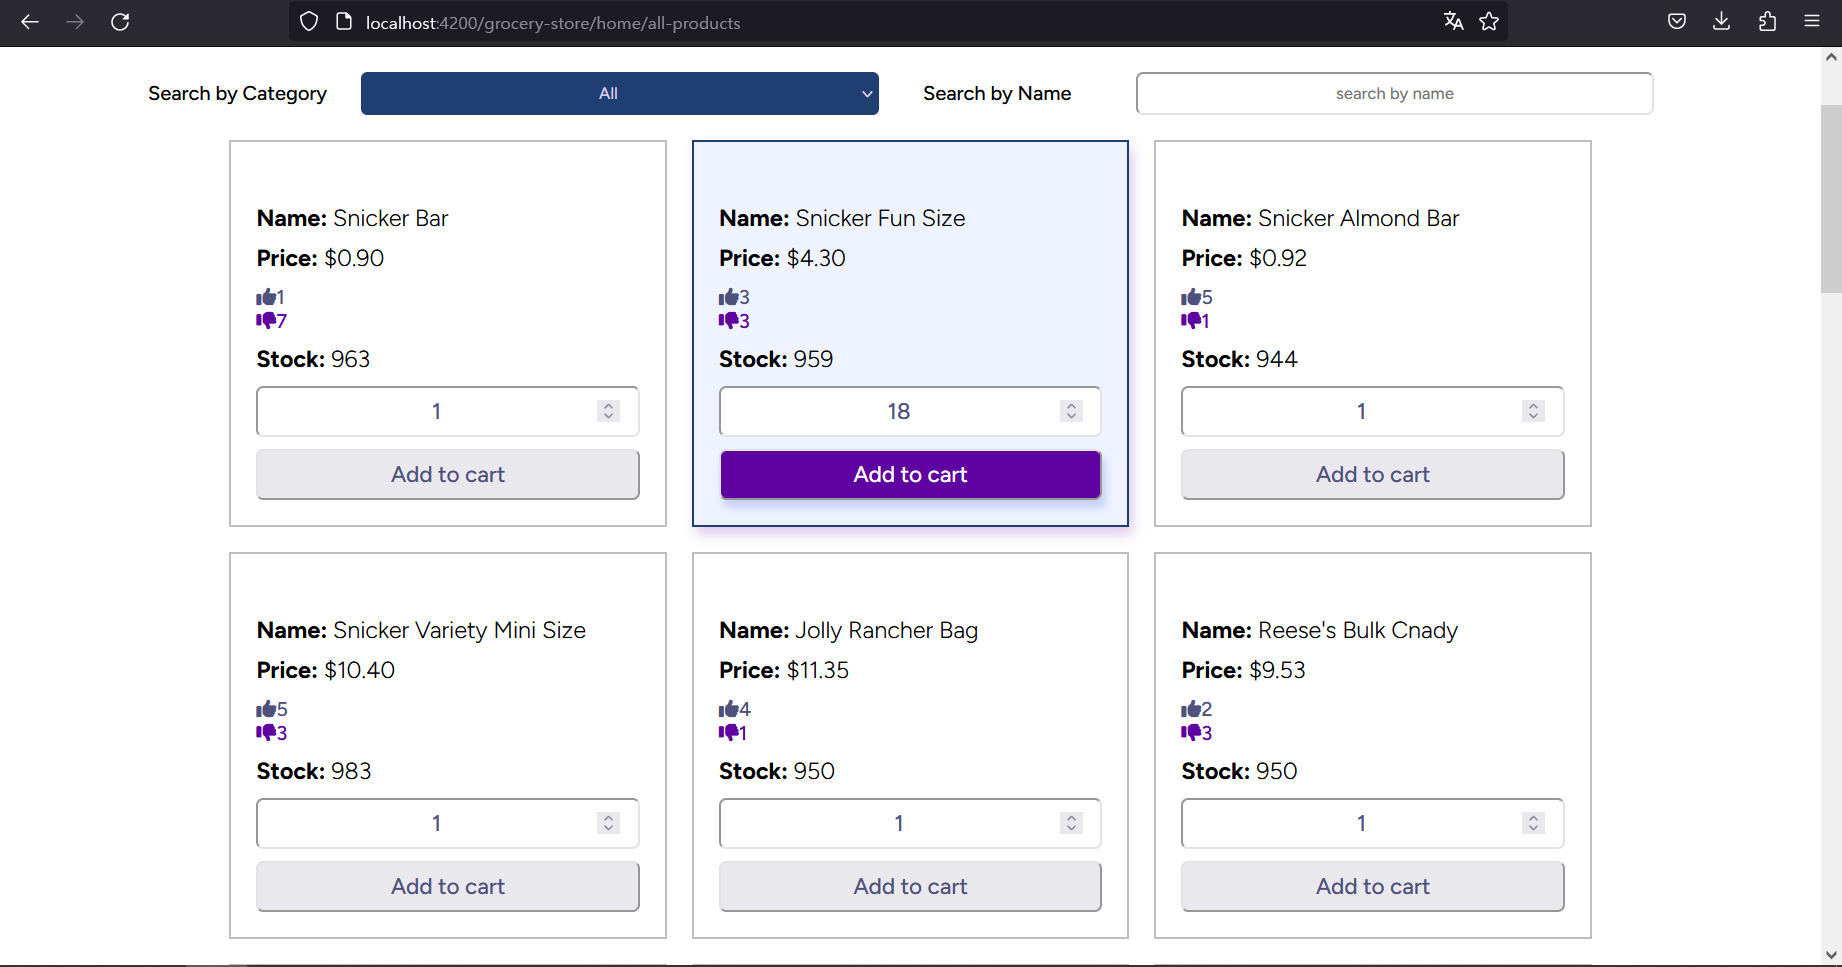 localhost:4200/grocery-store/home/all-products
Search by Category
All
Search by Name
search by name
Name: Snicker Bar
Price: $0.90
1
7
Stock: 963
1
Add to cart
Name: Snicker Fun Size
Price: $4.30
3
3
Stock: 959
18
Add to cart
Name: Snicker Almond Bar
Price: $0.92
5
1
Stock: 944
1
Add to cart
Name: Snicker Variety Mini Size
Price: $10.40
5
3
Stock: 983
1
Add to cart
Name: Jolly Rancher Bag
Price: $11.35
4
1
Stock: 950
1
Add to cart
Name: Reese's Bulk Cnady
Price: $9.53
2
3
Stock: 950
1
Add to cart